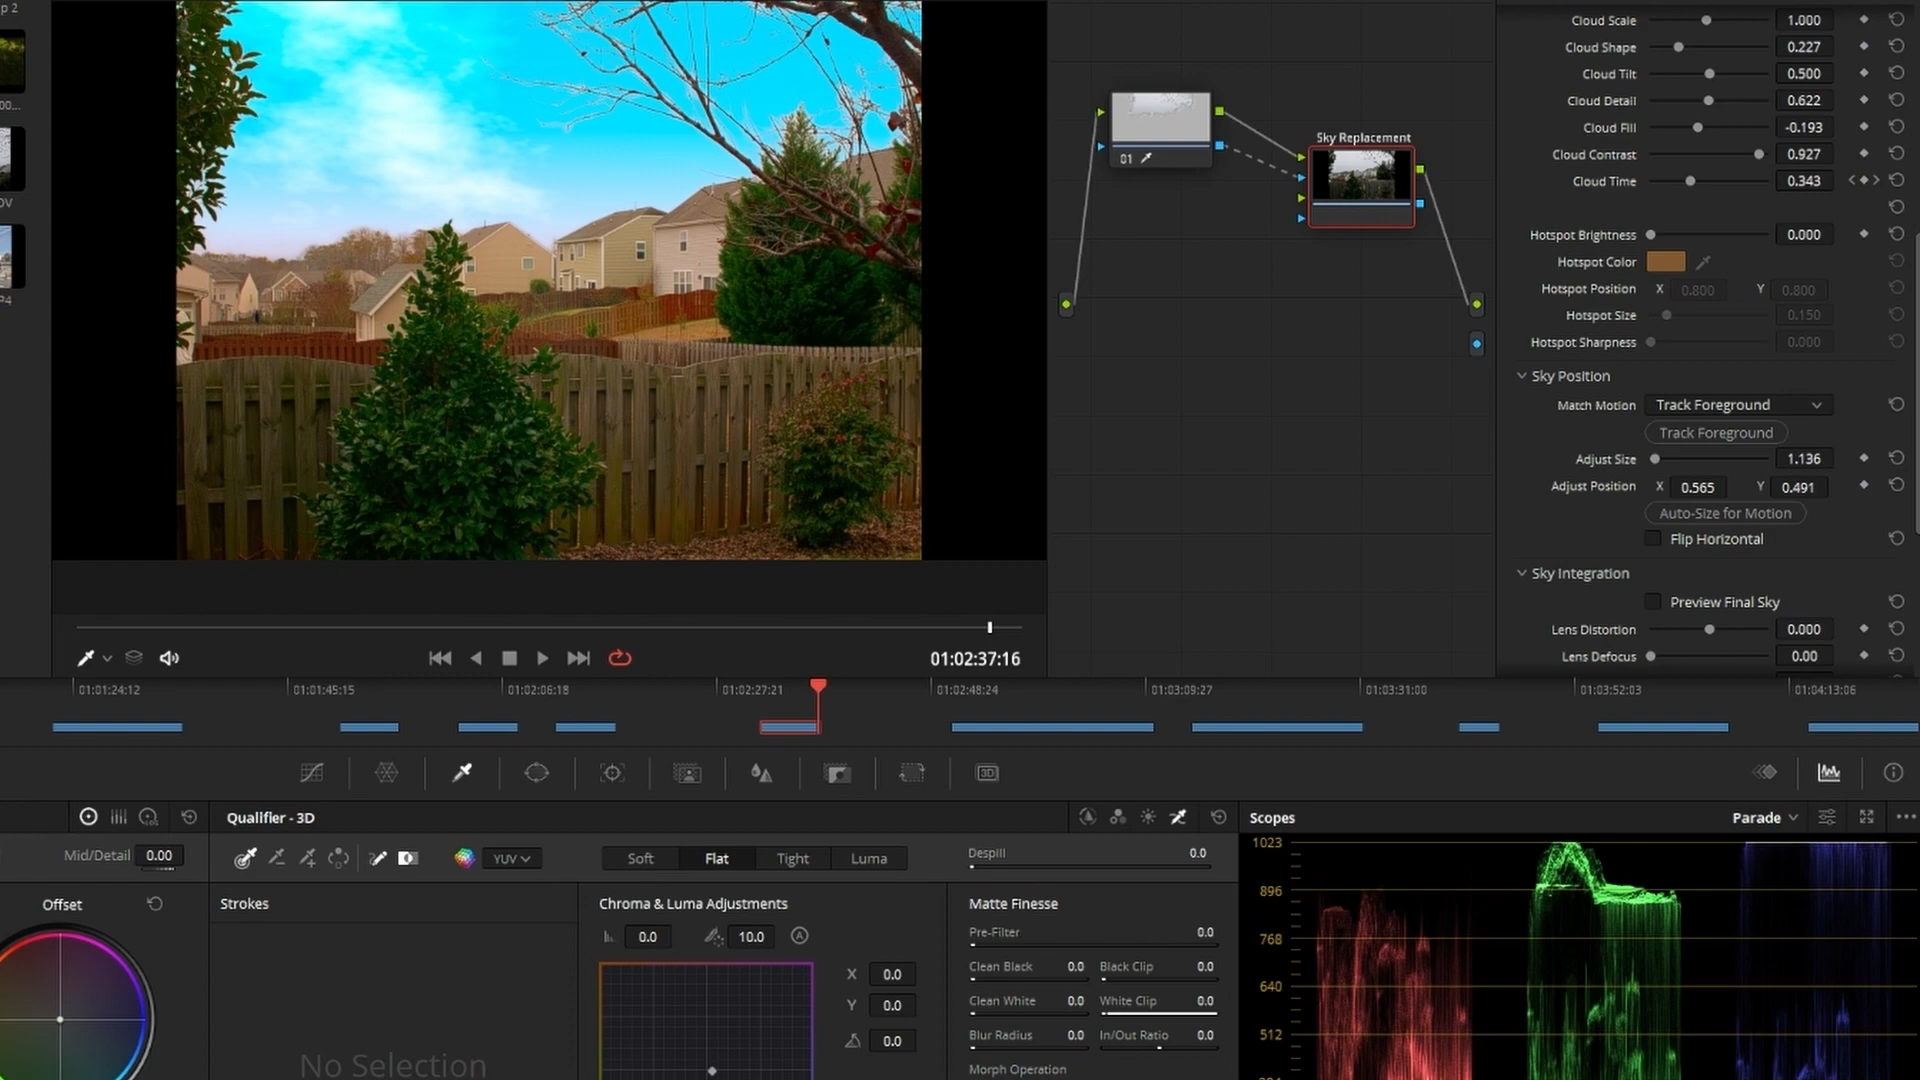 p 2
00...
OV
P4
01
Sky Replacement
Cloud Scale 1.000
Cloud Shape 0.227
Cloud Tilt 0.500
Cloud Detail 0.622
Cloud Fill -0.193
Cloud Contrast 0.927
Cloud Time 0.343
Hotspot Brightness 0.000
Hotspot Color
Hotspot Position X 0.800 Y 0.800
Hotspot Size 0.150
Hotspot Sharpness 0.000
Sky Position
Match Motion Track Foreground
Track Foreground
Adjust Size 1.136
Adjust Position X 0.565 Y 0.491
Auto-Size for Motion
Flip Horizontal
Sky Integration
Preview Final Sky
Lens Distortion 0.000
Lens Defocus 0.00
01:02:37:16
01:01:24:12 01:01:45:15 01:02:06:18 01:02:27:21 01:02:48:24 01:03:09:27 01:03:31:00 01:03:52:03 01:04:13:06
3D
LOG
Mid/Detail 0.00
Offset
Qualifier - 3D
YUV
Soft Flat Tight Luma
Despill 0.0
Strokes
No Selection
Chroma & Luma Adjustments
0.0 10.0 A
X 0.0
Y 0.0
0.0
Matte Finesse
Pre-Filter 0.0
Clean Black 0.0 Black Clip 0.0
Clean White 0.0 White Clip 0.0
Blur Radius 0.0 In/Out Ratio 0.0
Morph Operation
Scopes Parade
1023
896
768
640
512